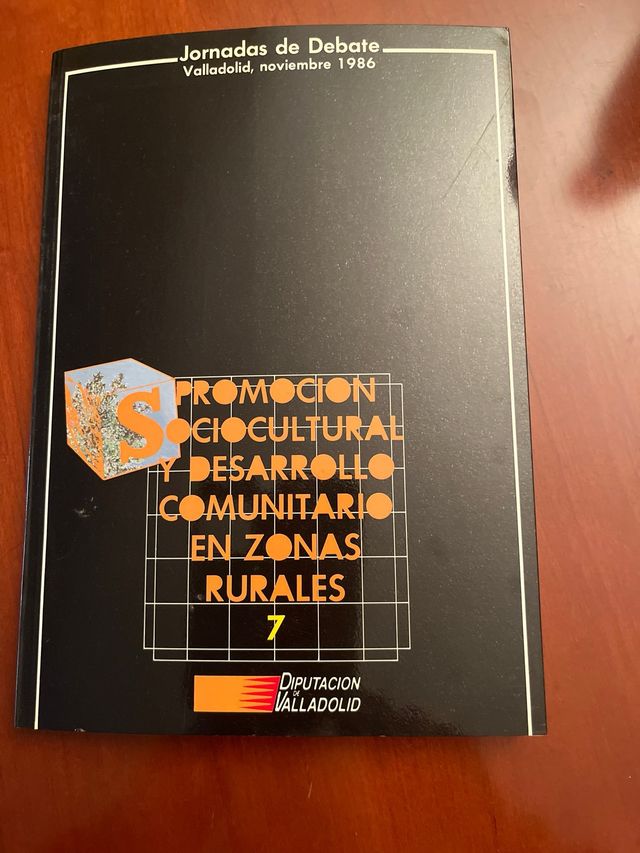 Jornadas de Debate
Valladolid, noviembre 1986
PROMOCION
SOCIOCULTURAL
Y DESARROLLO
COMUNITARIO
EN ZONAS
RURALES
7
DIPUTACION
DE
VALLADOLID